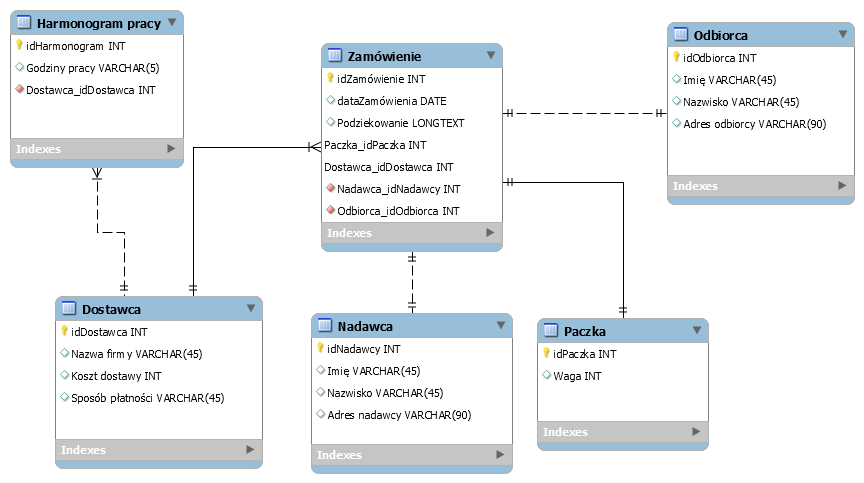 Harmonogram pracy
idHarmonogram INT
Godziny pracy VARCHAR(5)
Dostawca_idDostawca INT
Indexes
Zamówienie
idZamówienie INT
dataZamówienia DATE
Podziekowanie LONGTEXT
Paczka_idPaczka INT
Dostawca_idDostawca INT
Nadawca_idNadawcy INT
Odbiorca_idOdbiorca INT
Indexes
Odbiorca
idOdbiorca INT
Imię VARCHAR(45)
Nazwisko VARCHAR(45)
Adres odbiorcy VARCHAR(90)
Indexes
Dostawca
idDostawca INT
Nazwa firmy VARCHAR(45)
Koszt dostawy INT
Sposób płatności VARCHAR(45)
Indexes
Nadawca
idNadawcy INT
Imię VARCHAR(45)
Nazwisko VARCHAR(45)
Adres nadawcy VARCHAR(90)
Indexes
Paczka
idPaczka INT
Waga INT
Indexes